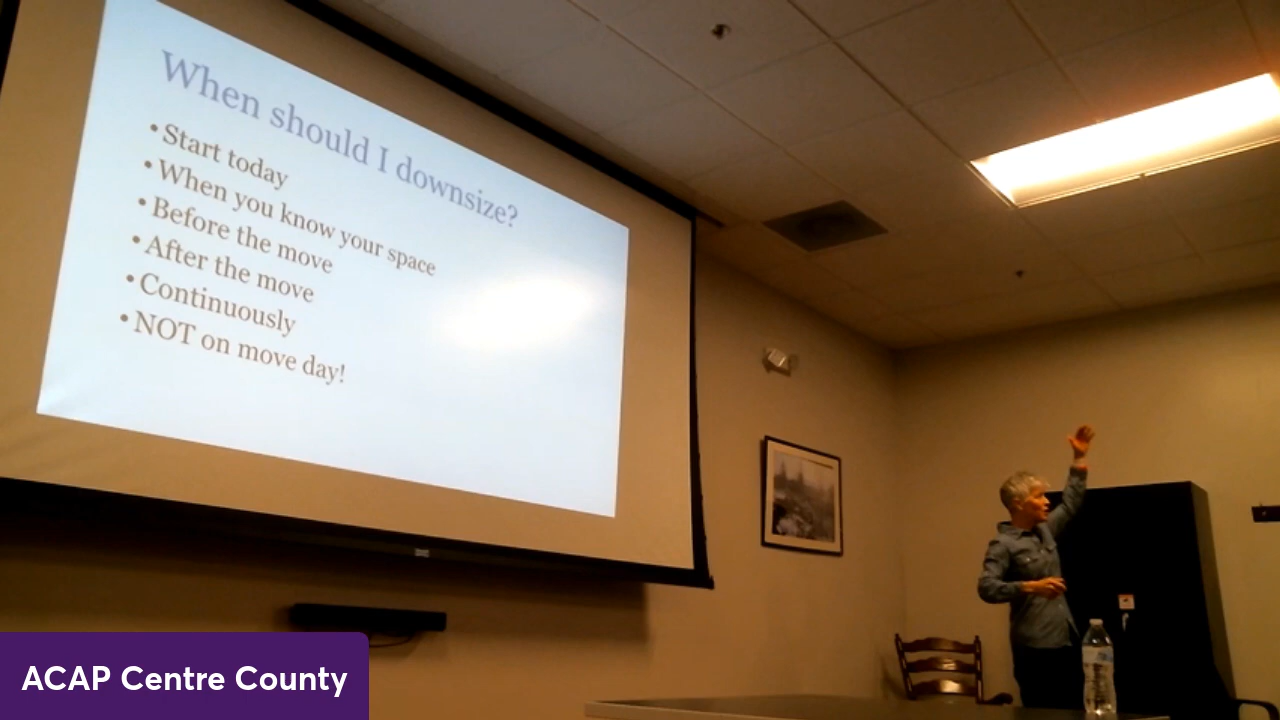 When should I downsize?
•Start today
•When you know your space
•Before the move
•After the move
•Continuously
•NOT on move day!
ACAP Centre County